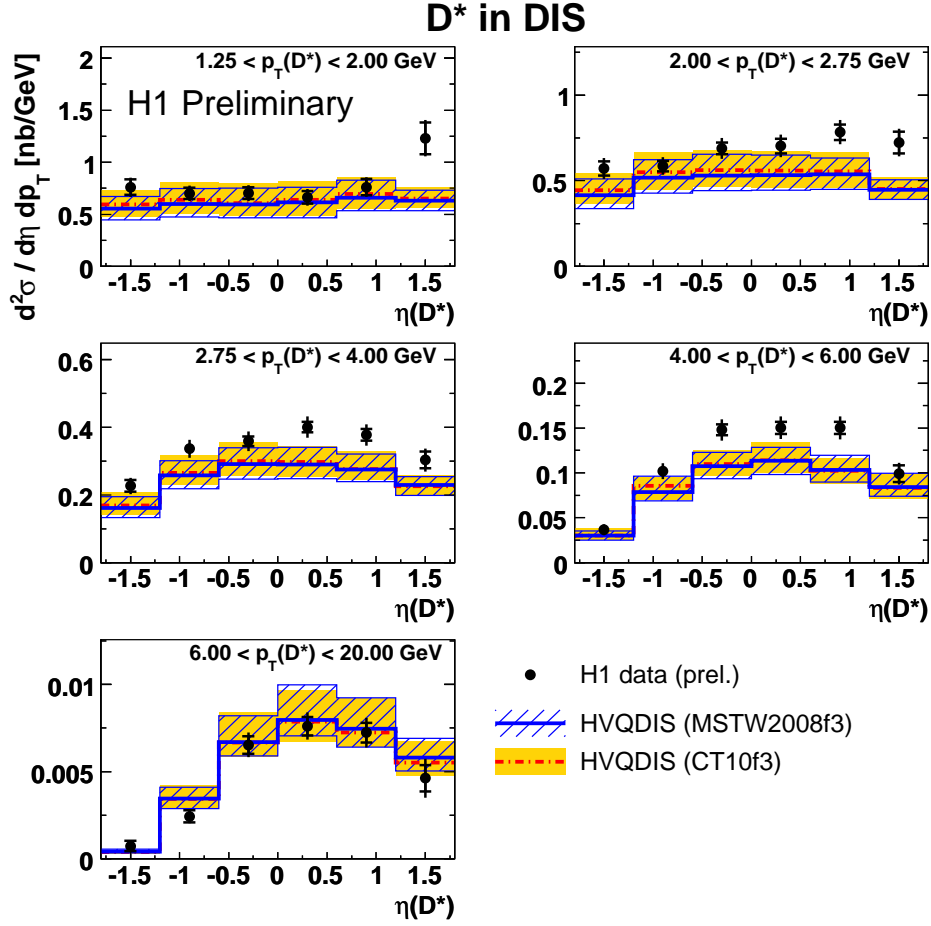 D* in DIS
d²σ / dη dp_T [nb/GeV]
1.25 < p_T(D*) < 2.00 GeV
H1 Preliminary
2
1.5
1
0.5
0
-1.5 -1 -0.5 0 0.5 1 1.5
η(D*)
2.00 < p_T(D*) < 2.75 GeV
1
0.5
0
-1.5 -1 -0.5 0 0.5 1 1.5
η(D*)
2.75 < p_T(D*) < 4.00 GeV
0.6
0.4
0.2
0
-1.5 -1 -0.5 0 0.5 1 1.5
η(D*)
4.00 < p_T(D*) < 6.00 GeV
0.2
0.15
0.1
0.05
0
-1.5 -1 -0.5 0 0.5 1 1.5
η(D*)
6.00 < p_T(D*) < 20.00 GeV
0.01
0.005
0
-1.5 -1 -0.5 0 0.5 1 1.5
η(D*)
H1 data (prel.)
HVQDIS (MSTW2008f3)
HVQDIS (CT10f3)